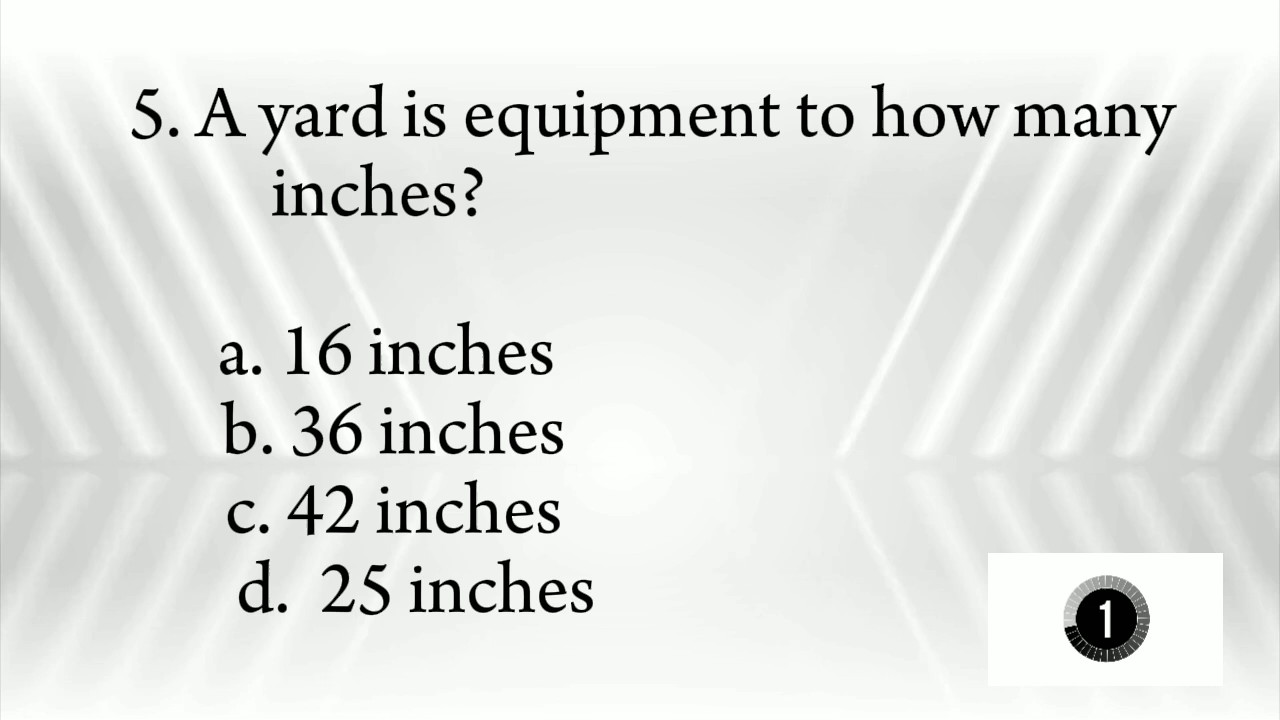 5. A yard is equipment to how many
inches?
a. 16 inches
b. 36 inches
c. 42 inches
d. 25 inches
1